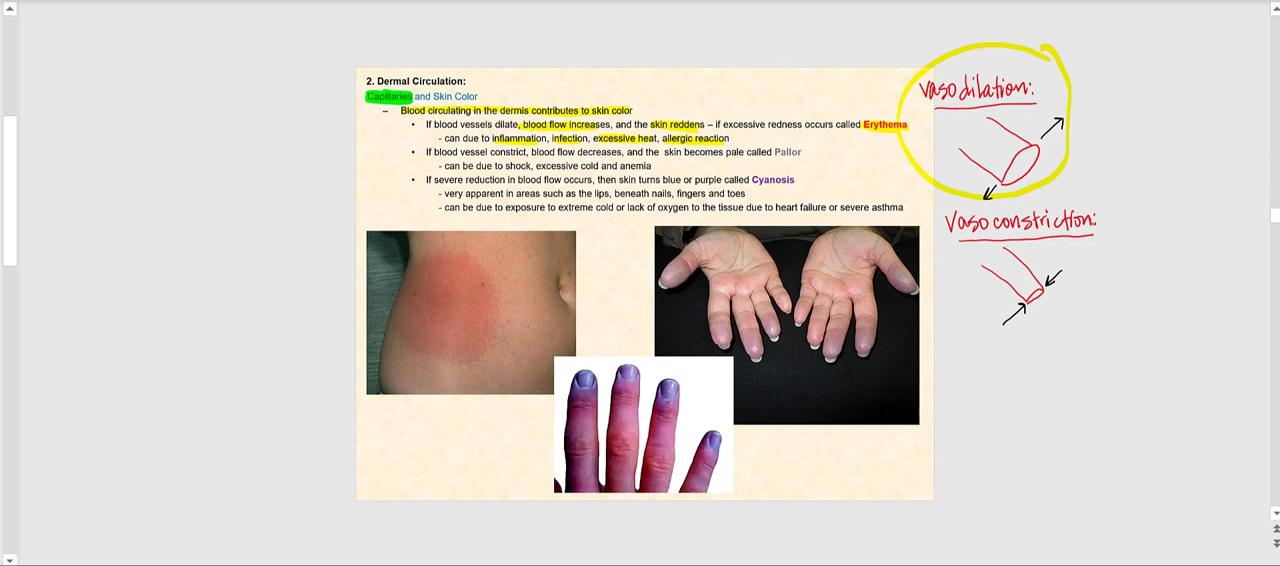 2. Dermal Circulation:
Capillaries and Skin Color
– Blood circulating in the dermis contributes to skin color
• If blood vessels dilate, blood flow increases, and the skin reddens – if excessive redness occurs called Erythema
- can due to inflammation, infection, excessive heat, allergic reaction
• If blood vessel constrict, blood flow decreases, and the skin becomes pale called Pallor
- can be due to shock, excessive cold and anemia
• If severe reduction in blood flow occurs, then skin turns blue or purple called Cyanosis
- very apparent in areas such as the lips, beneath nails, fingers and toes
- can be due to exposure to extreme cold or lack of oxygen to the tissue due to heart failure or severe asthma
Vasodilation:
Vasoconstriction: